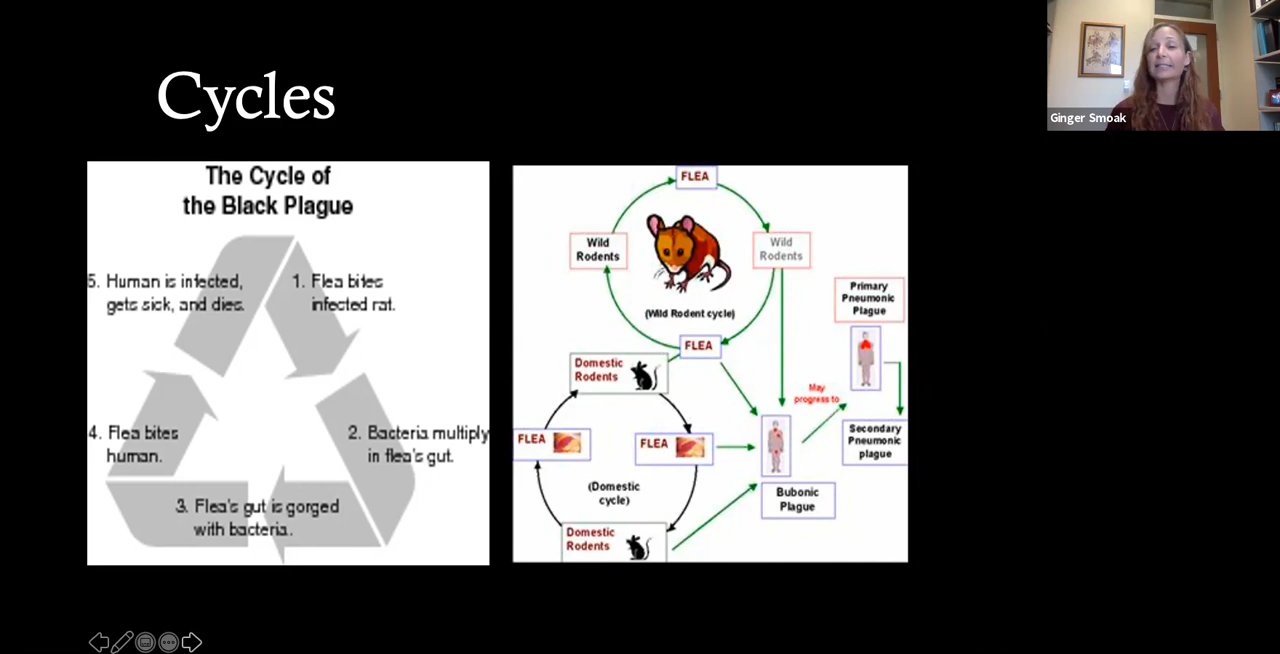 Cycles
Ginger Smoak
The Cycle of
the Black Plague
5. Human is infected,
gets sick, and dies.
1. Flea bites
infected rat.
4. Flea bites
human.
2. Bacteria multiply
in flea's gut.
3. Flea's gut is gorged
with bacteria.
FLEA
Wild
Rodents
Wild
Rodents
(Wild Rodent cycle)
FLEA
Primary
Pneumonic
Plague
Domestic
Rodents
May
progress to
FLEA
FLEA
Secondary
Pneumonic
plague
(Domestic
cycle)
Bubonic
Plague
Domestic
Rodents